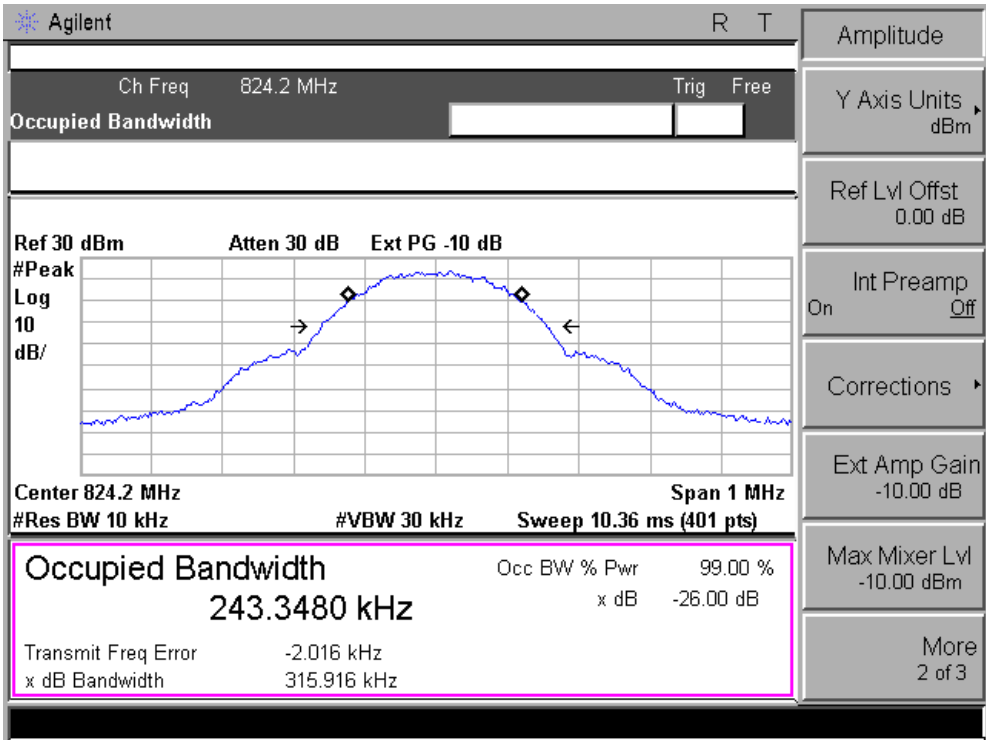 Agilent R T
Ch Freq 824.2 MHz Trig Free
Occupied Bandwidth
Ref 30 dBm Atten 30 dB Ext PG -10 dB
#Peak
Log
10
dB/
Center 824.2 MHz Span 1 MHz
#Res BW 10 kHz #VBW 30 kHz Sweep 10.36 ms (401 pts)
Occupied Bandwidth Occ BW % Pwr 99.00 %
243.3480 kHz x dB -26.00 dB
Transmit Freq Error -2.016 kHz
x dB Bandwidth 315.916 kHz
Amplitude
Y Axis Units
dBm
Ref Lvl Offst
0.00 dB
Int Preamp
On Off
Corrections
Ext Amp Gain
-10.00 dB
Max Mixer Lvl
-10.00 dBm
More
2 of 3